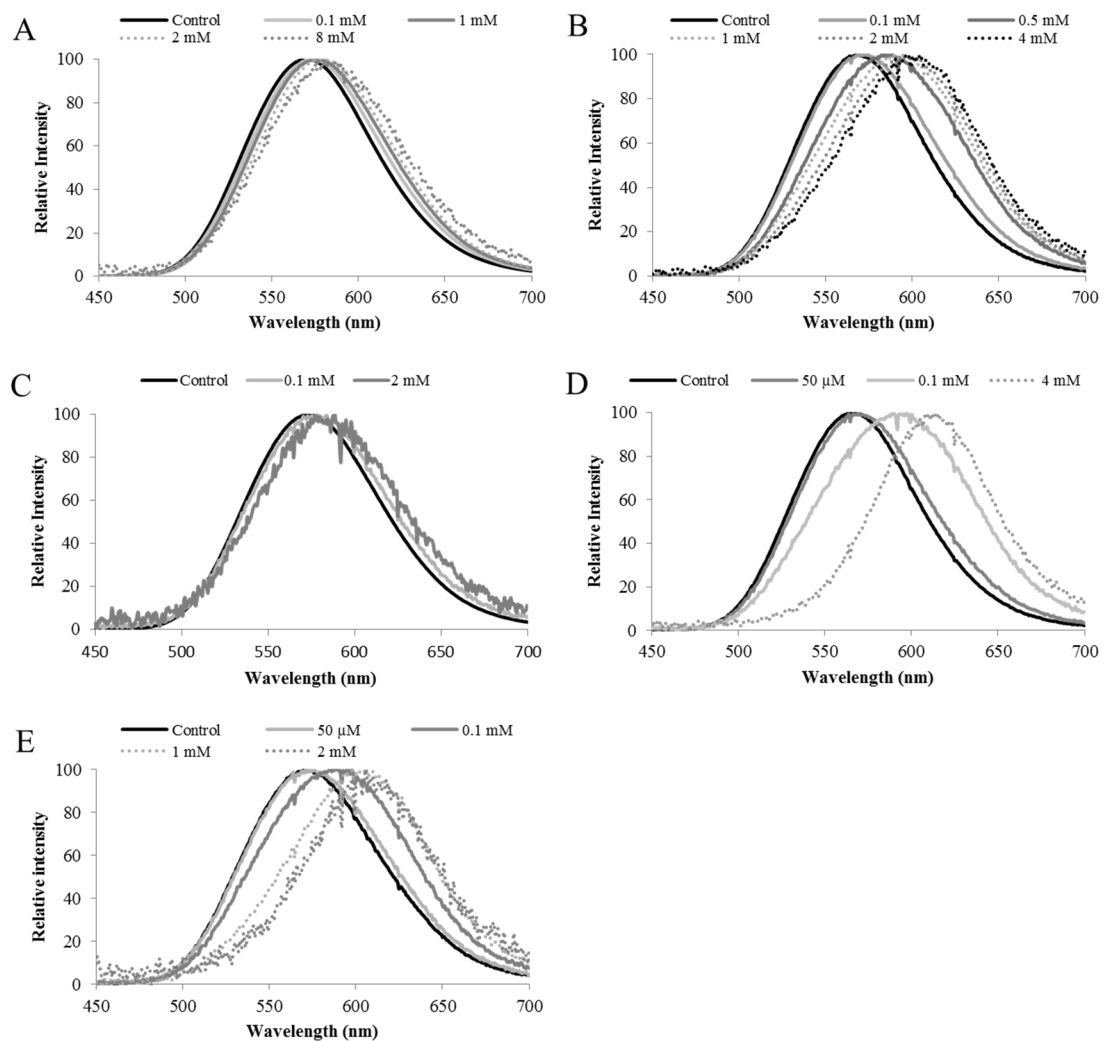 A
Control 0.1 mM 1 mM
2 mM 8 mM
Relative Intensity
100
80
60
40
20
0
450 500 550 600 650 700
Wavelength (nm)
B
Control 0.1 mM 0.5 mM
1 mM 2 mM 4 mM
Relative Intensity
100
80
60
40
20
0
450 500 550 600 650 700
Wavelength (nm)
C
Control 0.1 mM 2 mM
Relative Intensity
100
80
60
40
20
0
450 500 550 600 650 700
Wavelength (nm)
D
Control 50 µM 0.1 mM 4 mM
Relative Intensity
100
80
60
40
20
0
450 500 550 600 650 700
Wavelength (nm)
E
Control 50 µM 0.1 mM
1 mM 2 mM
Relative intensity
100
80
60
40
20
0
450 500 550 600 650 700
Wavelength (nm)